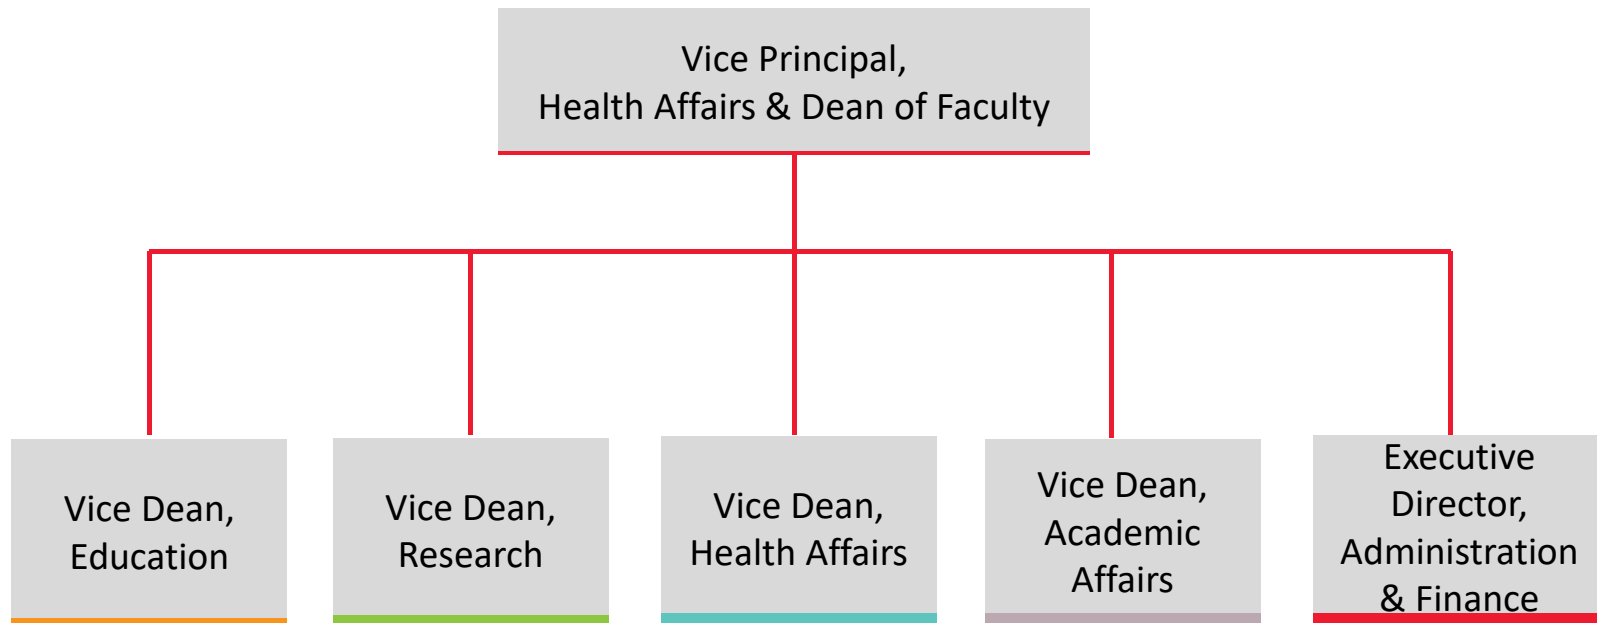 Vice Principal,
Health Affairs & Dean of Faculty
Vice Dean,
Education
Vice Dean,
Research
Vice Dean,
Health Affairs
Vice Dean,
Academic
Affairs
Executive
Director,
Administration
& Finance